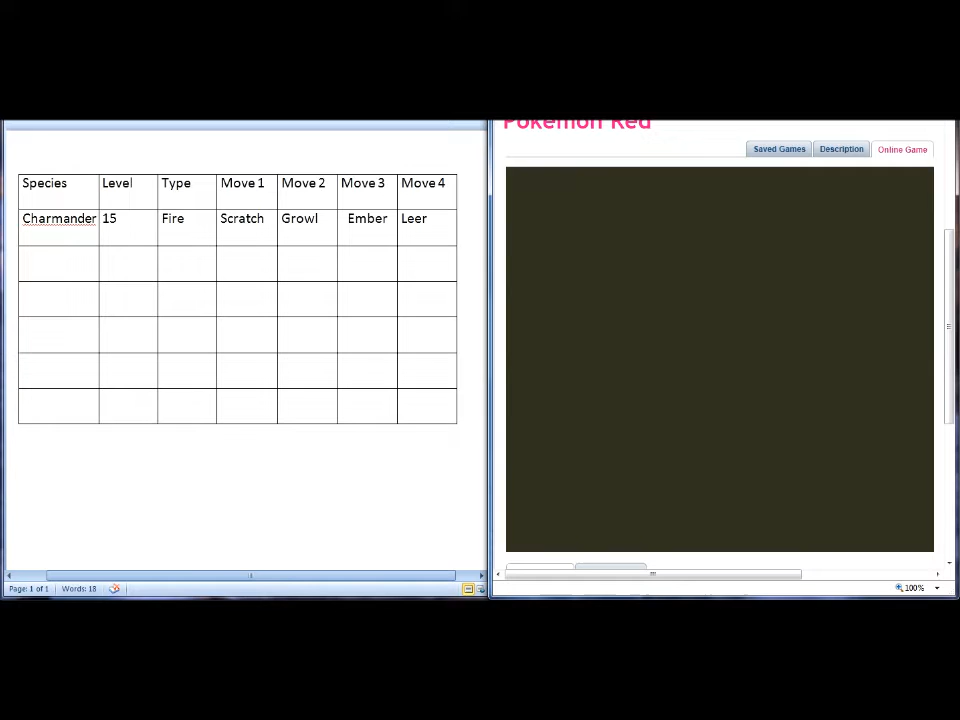 Pokemon Red
Saved Games Description Online Game
Species Level Type Move 1 Move 2 Move 3 Move 4
Charmander 15 Fire Scratch Growl Ember Leer
Page: 1 of 1 Words: 18
100%